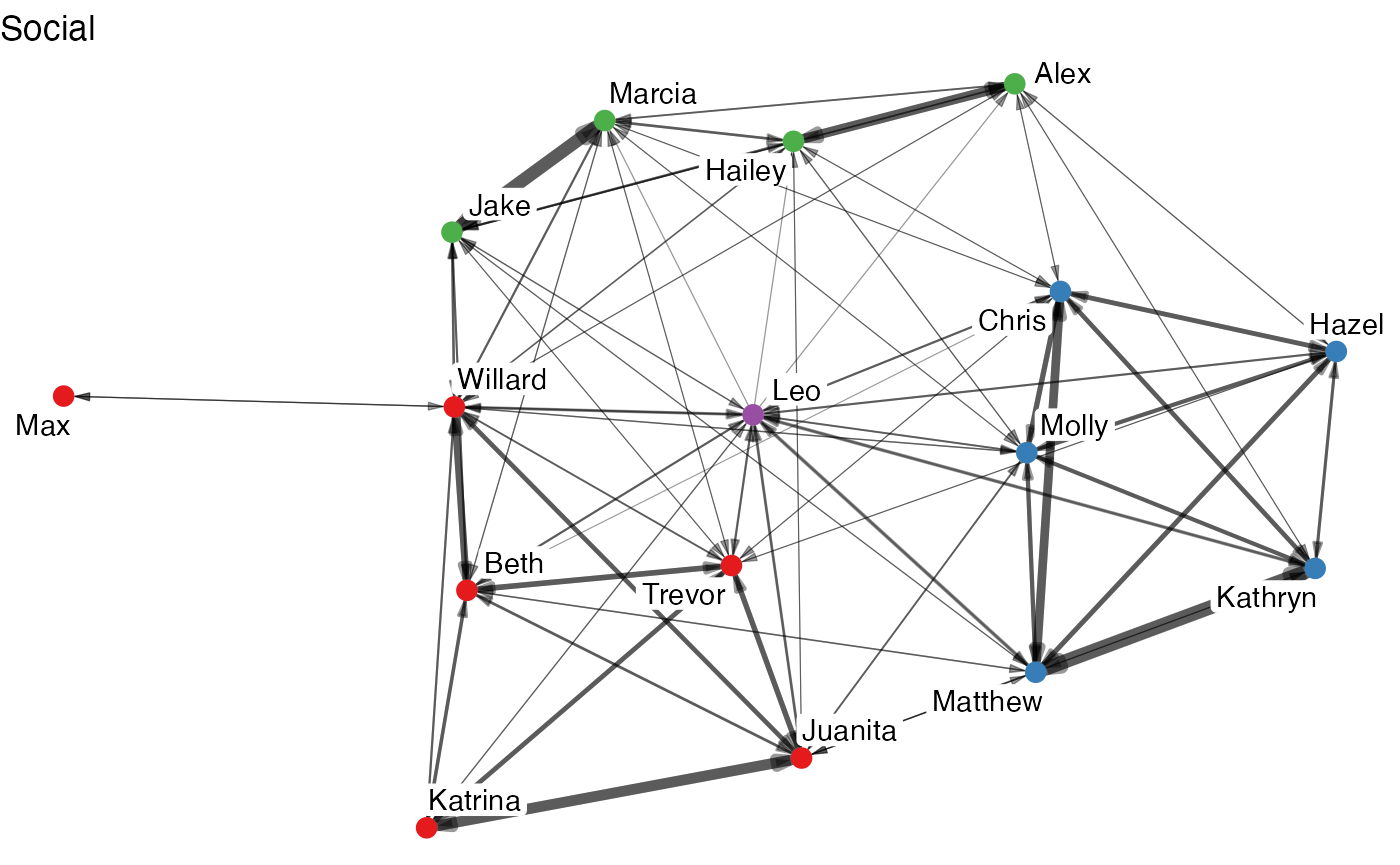 Social
Alex
Marcia
Hailey
Jake
Chris
Hazel
Willard
Leo
Max
Molly
Beth
Trevor
Kathryn
Matthew
Juanita
Katrina